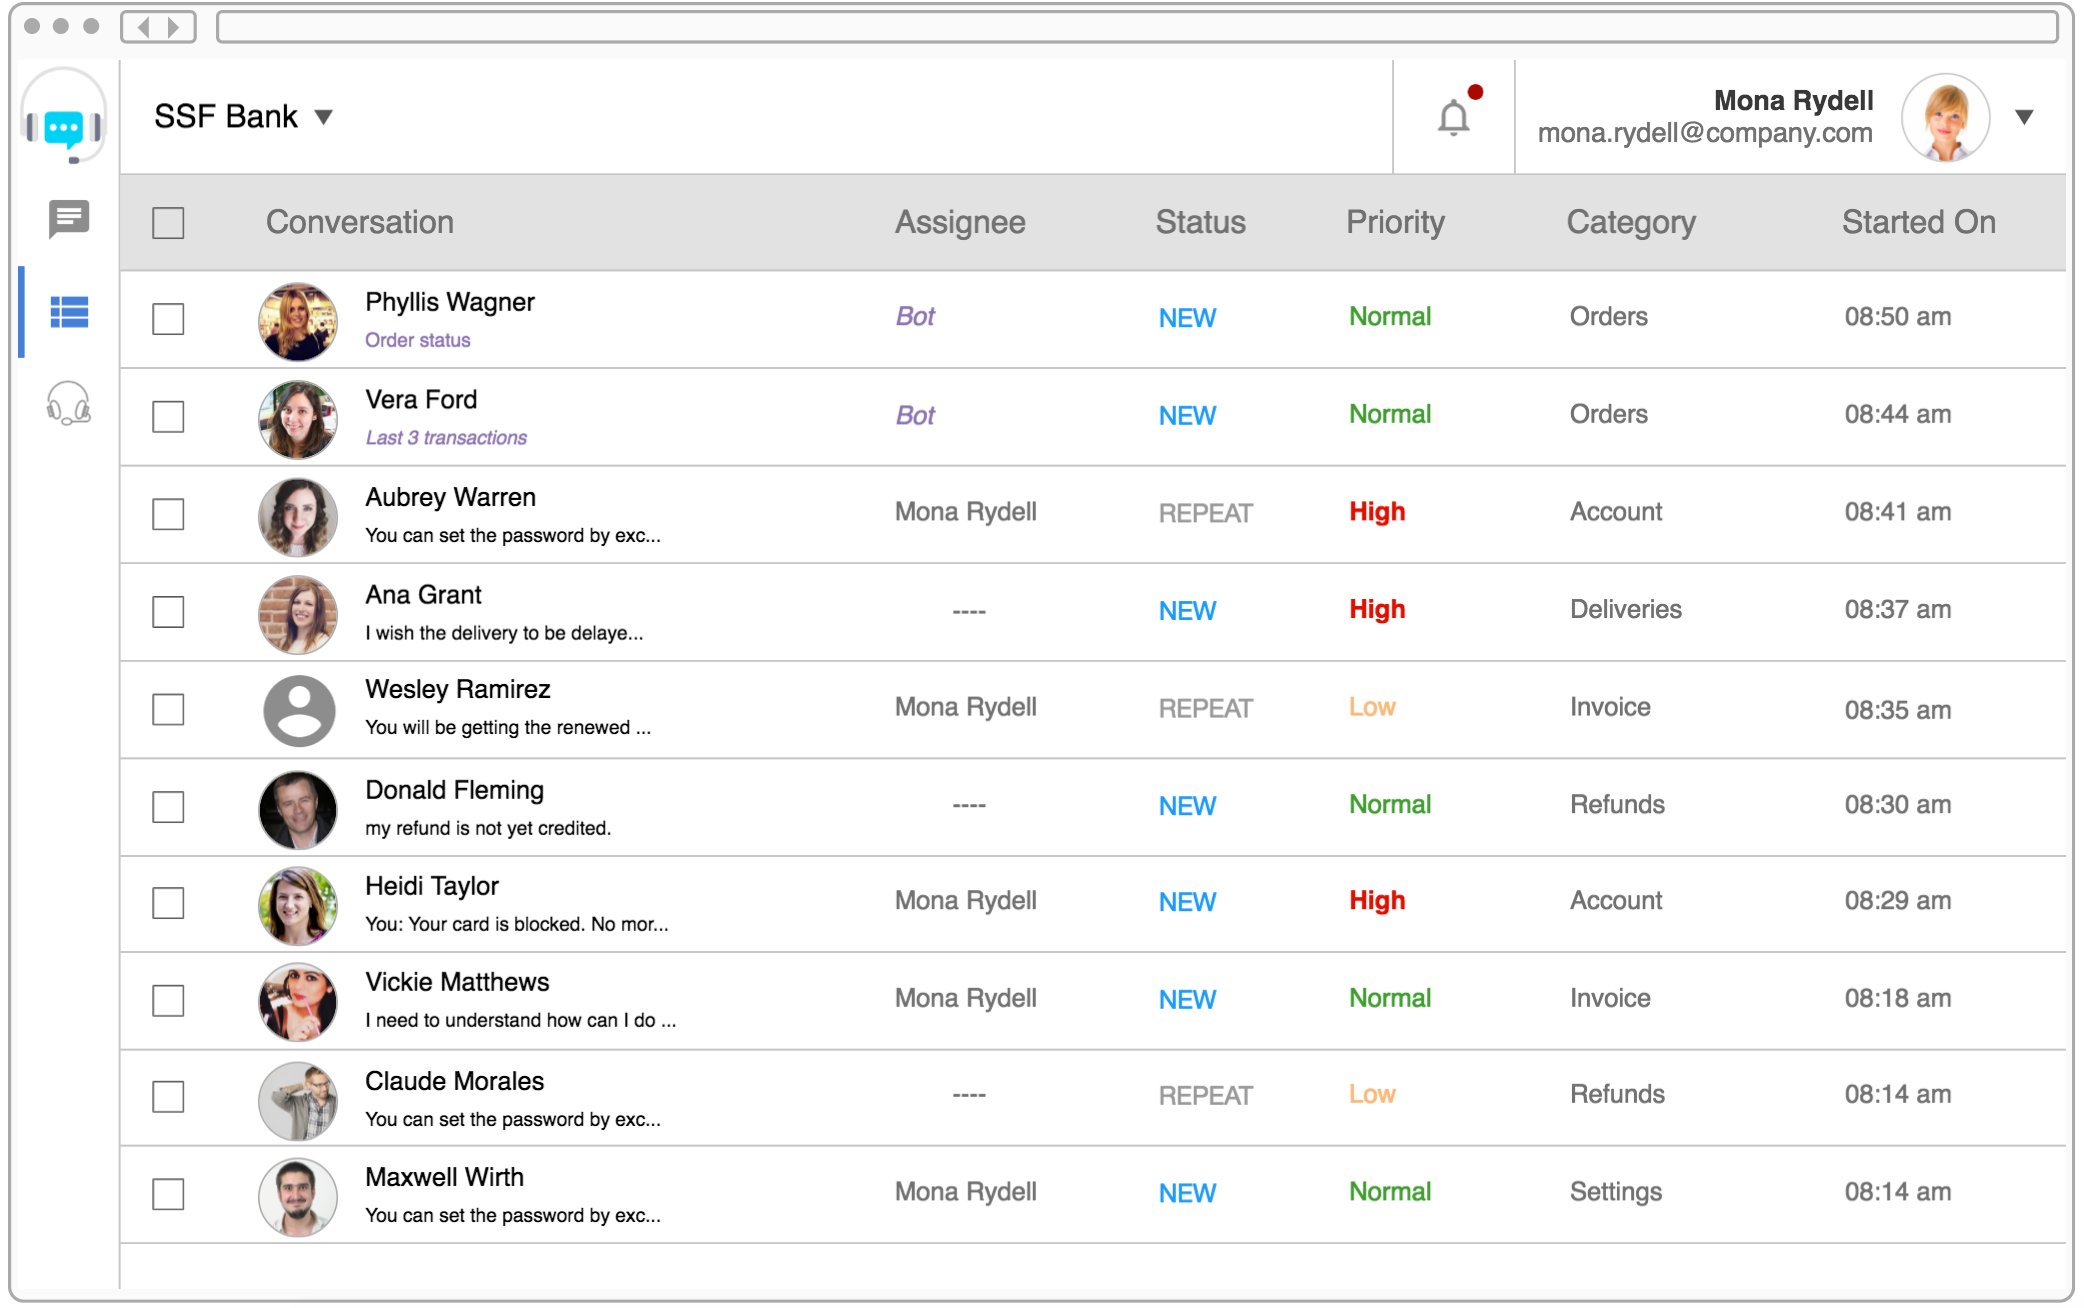 SSF Bank
Mona Rydell
mona.rydell@company.com
Conversation Assignee Status Priority Category Started On
Phyllis Wagner
Order status
Bot NEW Normal Orders 08:50 am
Vera Ford
Last 3 transactions
Bot NEW Normal Orders 08:44 am
Aubrey Warren
You can set the password by exc...
Mona Rydell REPEAT High Account 08:41 am
Ana Grant
I wish the delivery to be delaye...
---- NEW High Deliveries 08:37 am
Wesley Ramirez
You will be getting the renewed ...
Mona Rydell REPEAT Low Invoice 08:35 am
Donald Fleming
my refund is not yet credited.
---- NEW Normal Refunds 08:30 am
Heidi Taylor
You: Your card is blocked. No mor...
Mona Rydell NEW High Account 08:29 am
Vickie Matthews
I need to understand how can I do ...
Mona Rydell NEW Normal Invoice 08:18 am
Claude Morales
You can set the password by exc...
---- REPEAT Low Refunds 08:14 am
Maxwell Wirth
You can set the password by exc...
Mona Rydell NEW Normal Settings 08:14 am